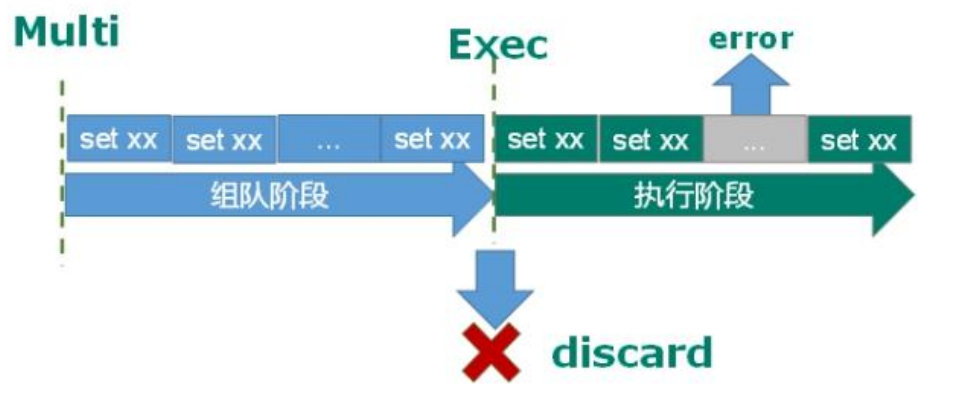 Multi
Exec
error
set xx
set xx
...
set xx
set xx
set xx
...
set xx
组队阶段
执行阶段
discard